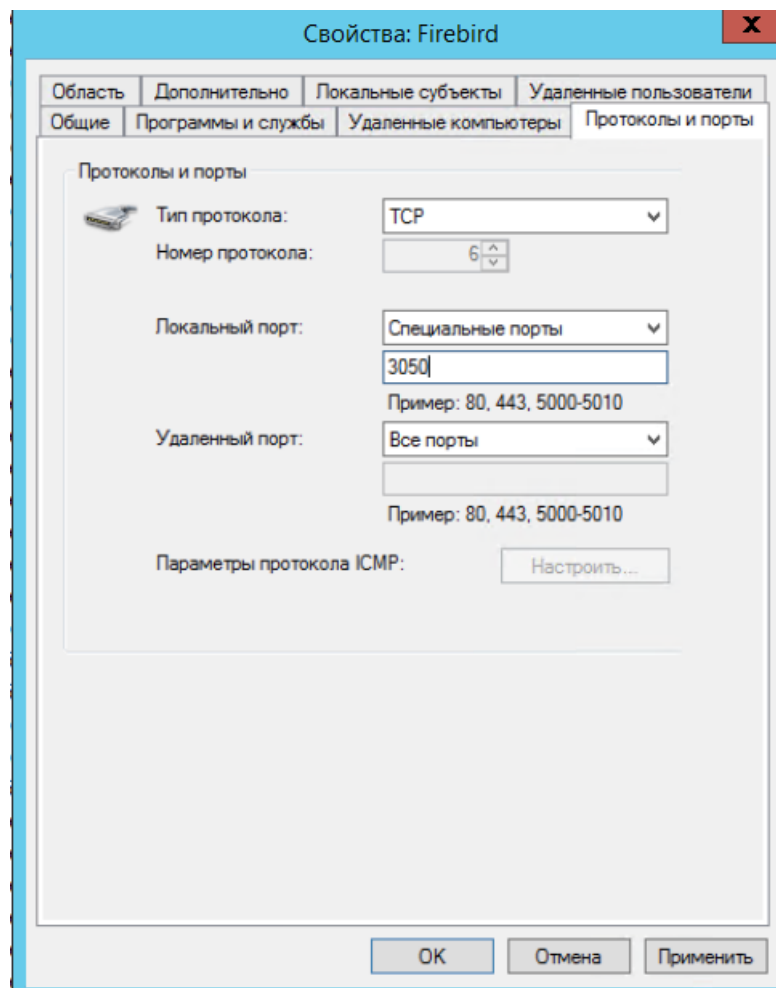 Свойства: Firebird
x
Область Дополнительно Локальные субъекты Удаленные пользователи
Общие Программы и службы Удаленные компьютеры Протоколы и порты
Протоколы и порты
Тип протокола: TCP
Номер протокола: 6
Локальный порт: Специальные порты
3050
Пример: 80, 443, 5000-5010
Удаленный порт: Все порты
Пример: 80, 443, 5000-5010
Параметры протокола ICMP: Настроить...
OK Отмена Применить